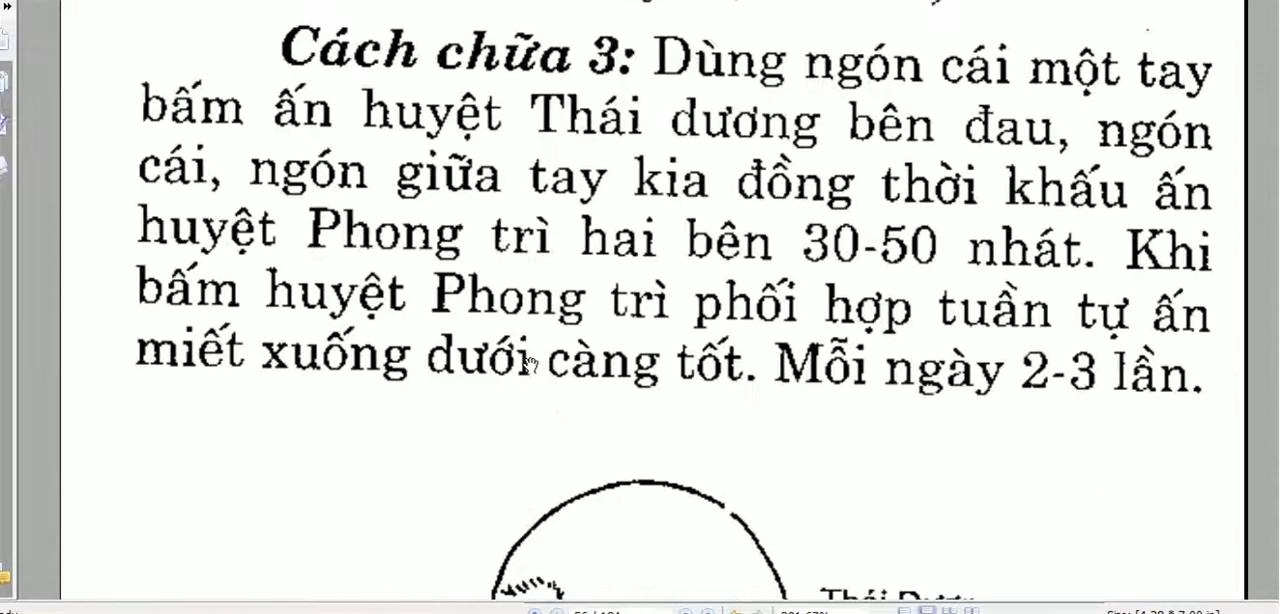 Cách chữa 3: Dùng ngón cái một tay
bấm ấn huyệt Thái dương bên đau, ngón
cái, ngón giữa tay kia đồng thời khấu ấn
huyệt Phong trì hai bên 30-50 nhát. Khi
bấm huyệt Phong trì phối hợp tuần tự ấn
miết xuống dưới càng tốt. Mỗi ngày 2-3 lần.